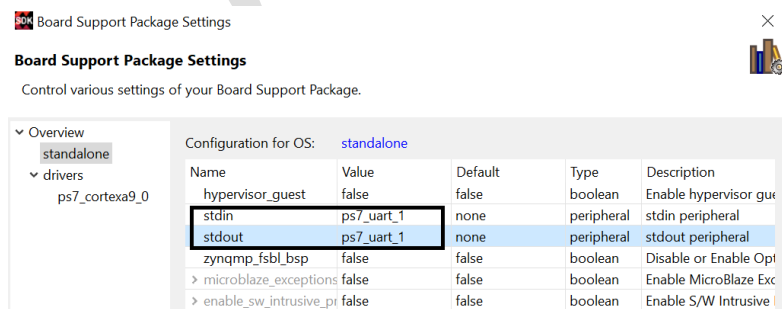 SDK Board Support Package Settings
Board Support Package Settings
Control various settings of your Board Support Package.
Overview
standalone
drivers
ps7_cortexa9_0
Configuration for OS: standalone
Name Value Default Type Description
hypervisor_guest false false boolean Enable hypervisor gue
stdin ps7_uart_1 none peripheral stdin peripheral
stdout ps7_uart_1 none peripheral stdout peripheral
zynqmp_fsbl_bsp false false boolean Disable or Enable Opt
microblaze_exceptions false false boolean Enable MicroBlaze Exc
enable_sw_intrusive_pr false false boolean Enable S/W Intrusive